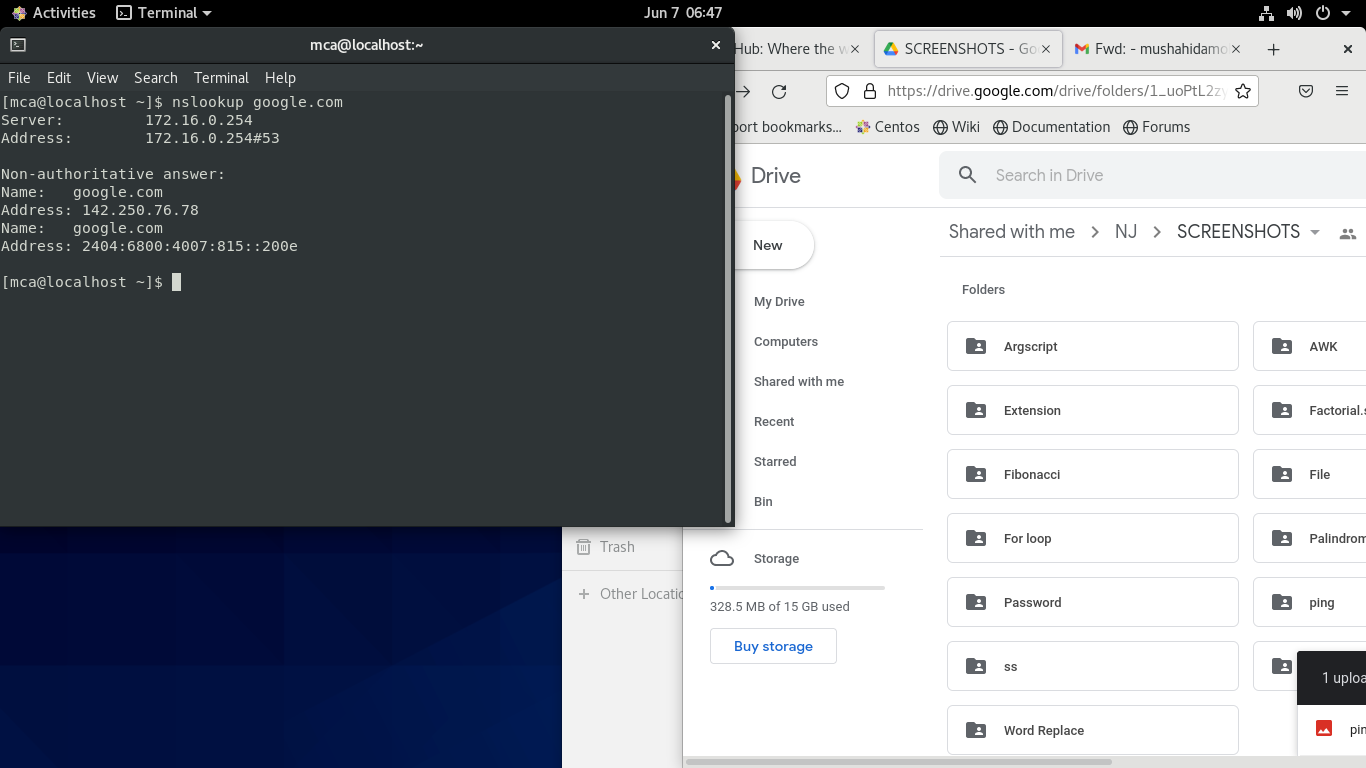 Activities Terminal Jun 7 06:47
mca@localhost:~
File Edit View Search Terminal Help
[mca@localhost ~]$ nslookup google.com
Server: 172.16.0.254
Address: 172.16.0.254#53
Non-authoritative answer:
Name: google.com
Address: 142.250.76.78
Name: google.com
Address: 2404:6800:4007:815::200e
[mca@localhost ~]$
Hub: Where the w SCREENSHOTS - Go Fwd: - mushahidamo
https://drive.google.com/drive/folders/1_uoPtL2zy
port bookmarks... Centos Wiki Documentation Forums
Drive Search in Drive
New
Shared with me > NJ > SCREENSHOTS
My Drive
Computers
Shared with me
Recent
Starred
Bin
Storage
328.5 MB of 15 GB used
Buy storage
Folders
Argscript AWK
Extension Factorial.s
Fibonacci File
For loop Palindrom
Password ping
ss
Word Replace
1 uploa
pin
Trash
Other Locatio